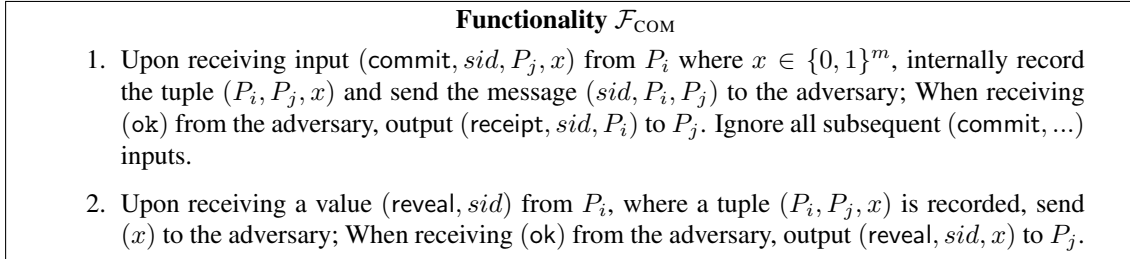 Functionality F_COM
1. Upon receiving input (commit, sid, P_j, x) from P_i where x ∈ {0, 1}^m, internally record
the tuple (P_i, P_j, x) and send the message (sid, P_i, P_j) to the adversary; When receiving
(ok) from the adversary, output (receipt, sid, P_i) to P_j. Ignore all subsequent (commit, ...)
inputs.
2. Upon receiving a value (reveal, sid) from P_i, where a tuple (P_i, P_j, x) is recorded, send
(x) to the adversary; When receiving (ok) from the adversary, output (reveal, sid, x) to P_j.